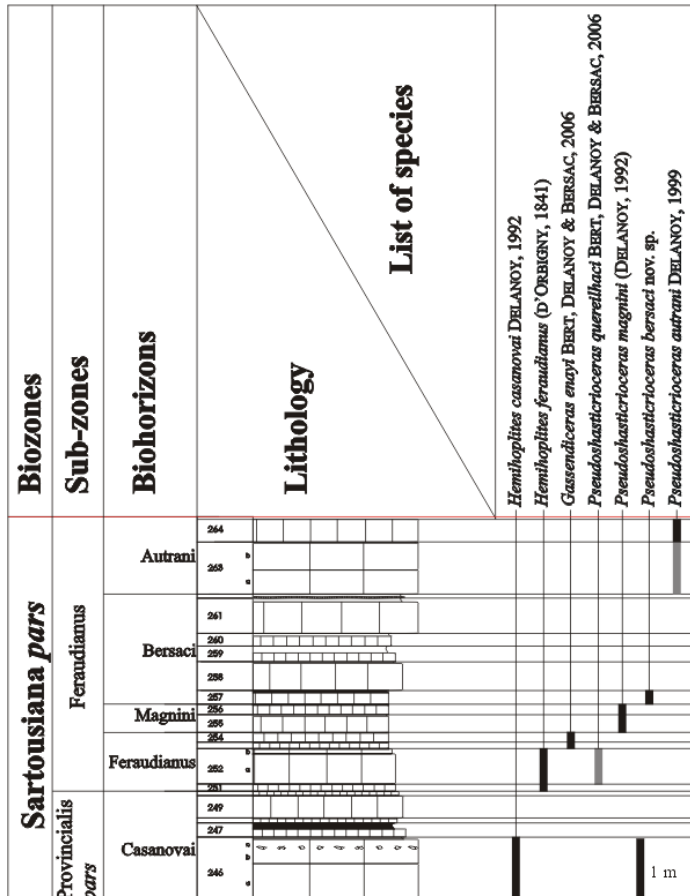 Biozones
Sub-zones
Biohorizons
Lithology
List of species
Hemihoplites casanovai DELANOY, 1992
Hemihoplites feraudianus (D'ORBIGNY, 1841)
Gassendiceras enayi BERT, DELANOY & BERSAC, 2006
Pseudoshasticrioceras quereilhaci BERT, DELANOY & BERSAC, 2006
Pseudoshasticrioceras magnini (DELANOY, 1992)
Pseudoshasticrioceras bersaci nov. sp.
Pseudoshasticrioceras autrani DELANOY, 1999
Sartousiana pars
Feraudianus
Provincialis
pars
Autrani
Bersaci
Magnini
Feraudianus
Casanovai
264
263
b
a
261
260
259
258
257
256
255
254
252
b
a
251
249
247
246
b
1 m